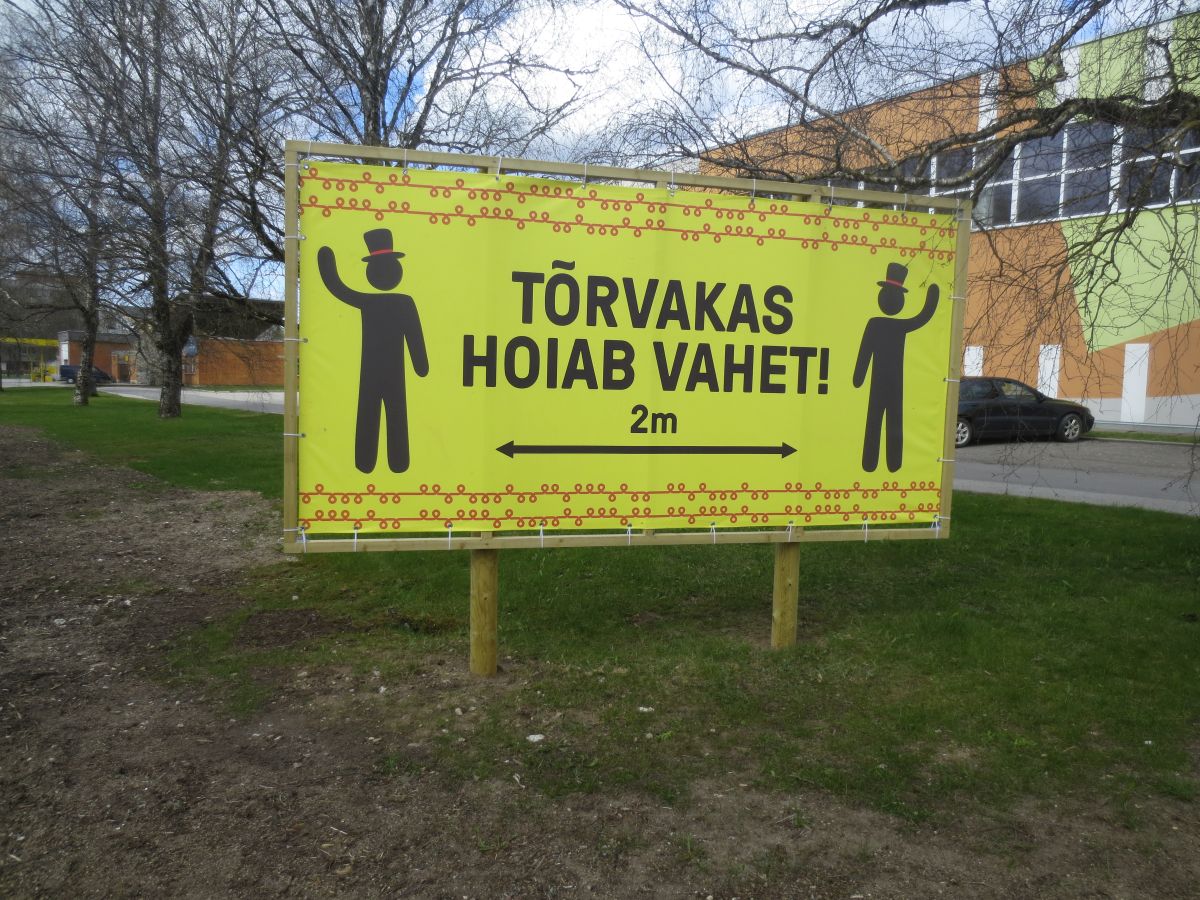 TÕRVAKAS
HOIAB VAHET!
2m